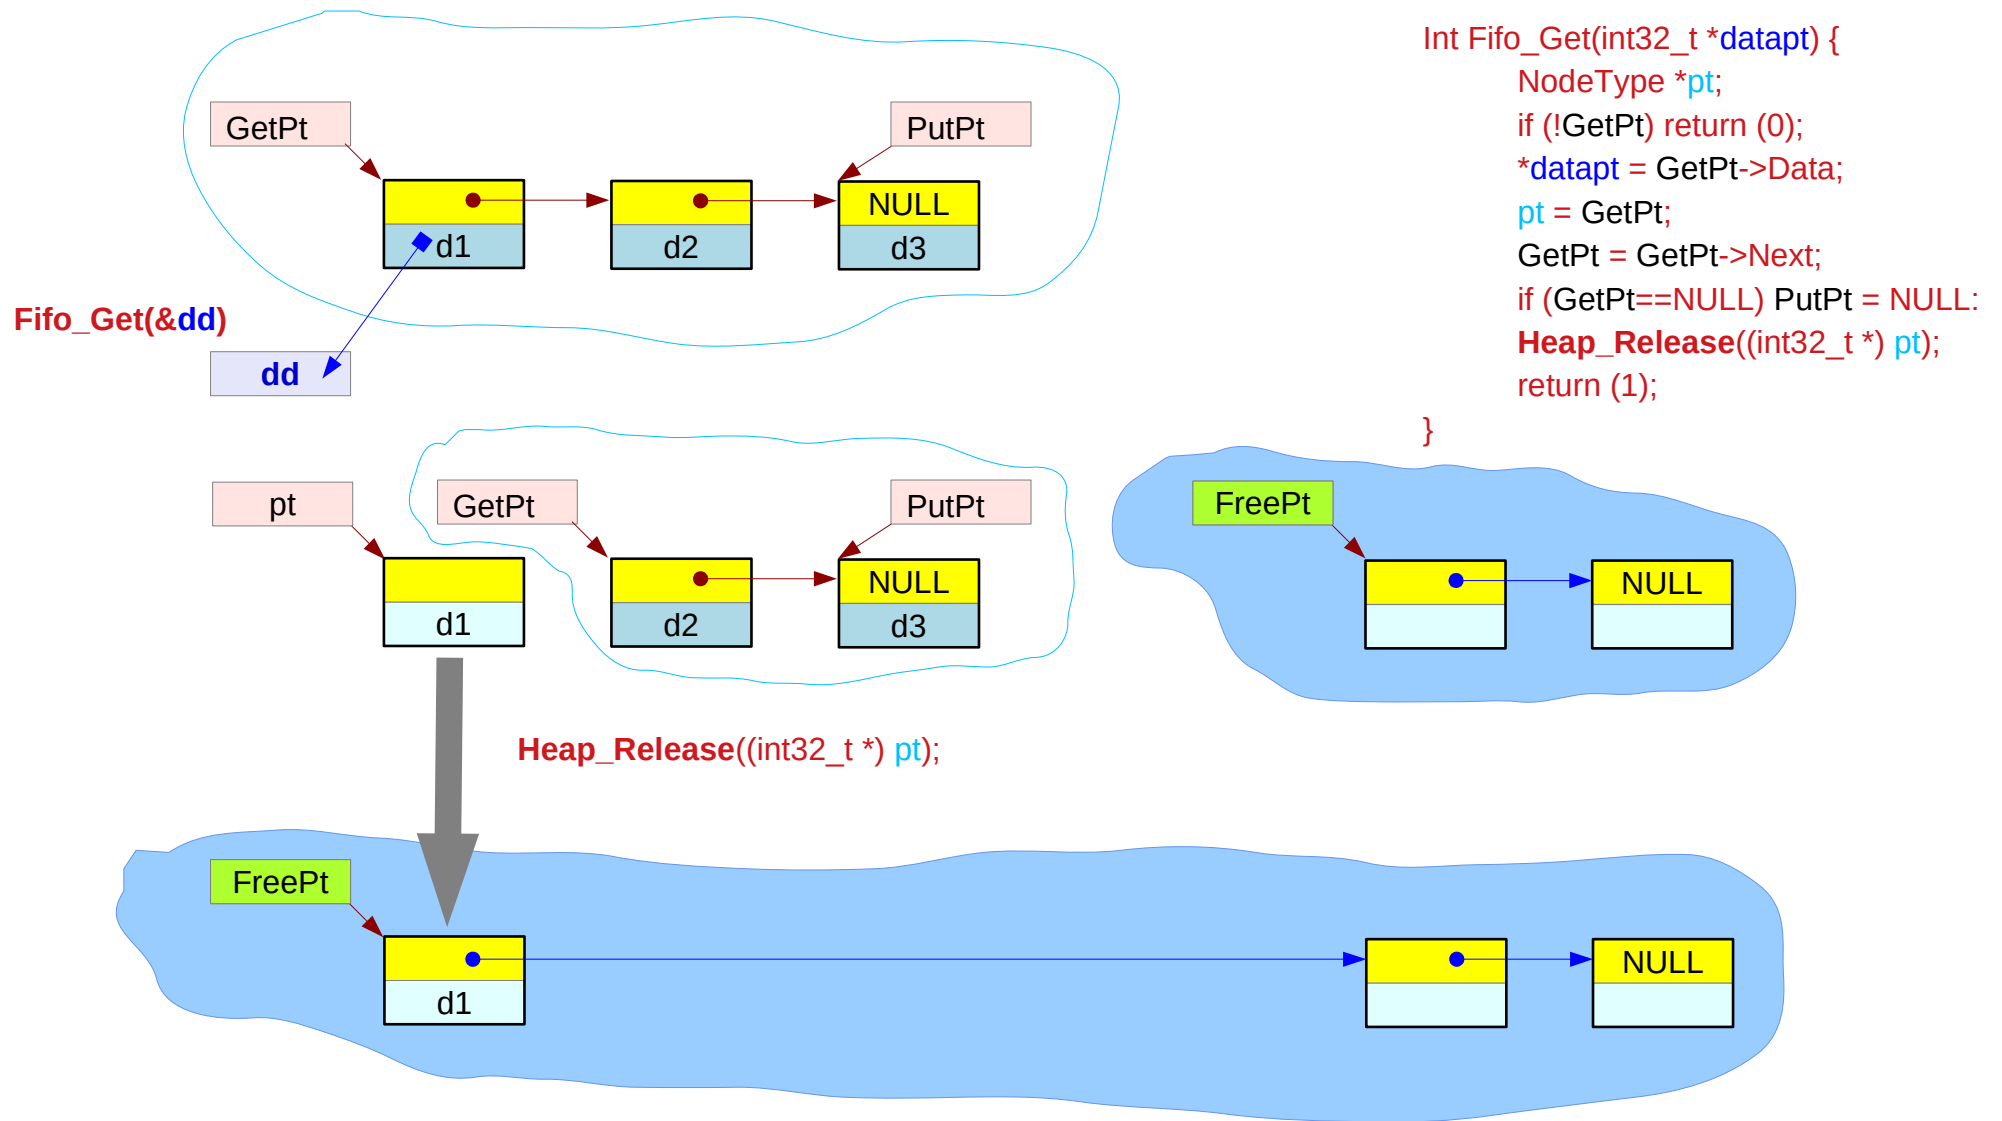 Int Fifo_Get(int32_t *datapt) {
NodeType *pt;
if (!GetPt) return (0);
*datapt = GetPt->Data;
pt = GetPt;
GetPt = GetPt->Next;
if (GetPt==NULL) PutPt = NULL:
Heap_Release((int32_t *) pt);
return (1);
}
GetPt
PutPt
NULL
d1
d2
d3
Fifo_Get(&dd)
dd
pt
GetPt
PutPt
NULL
d1
d2
d3
FreePt
NULL
Heap_Release((int32_t *) pt);
FreePt
NULL
d1